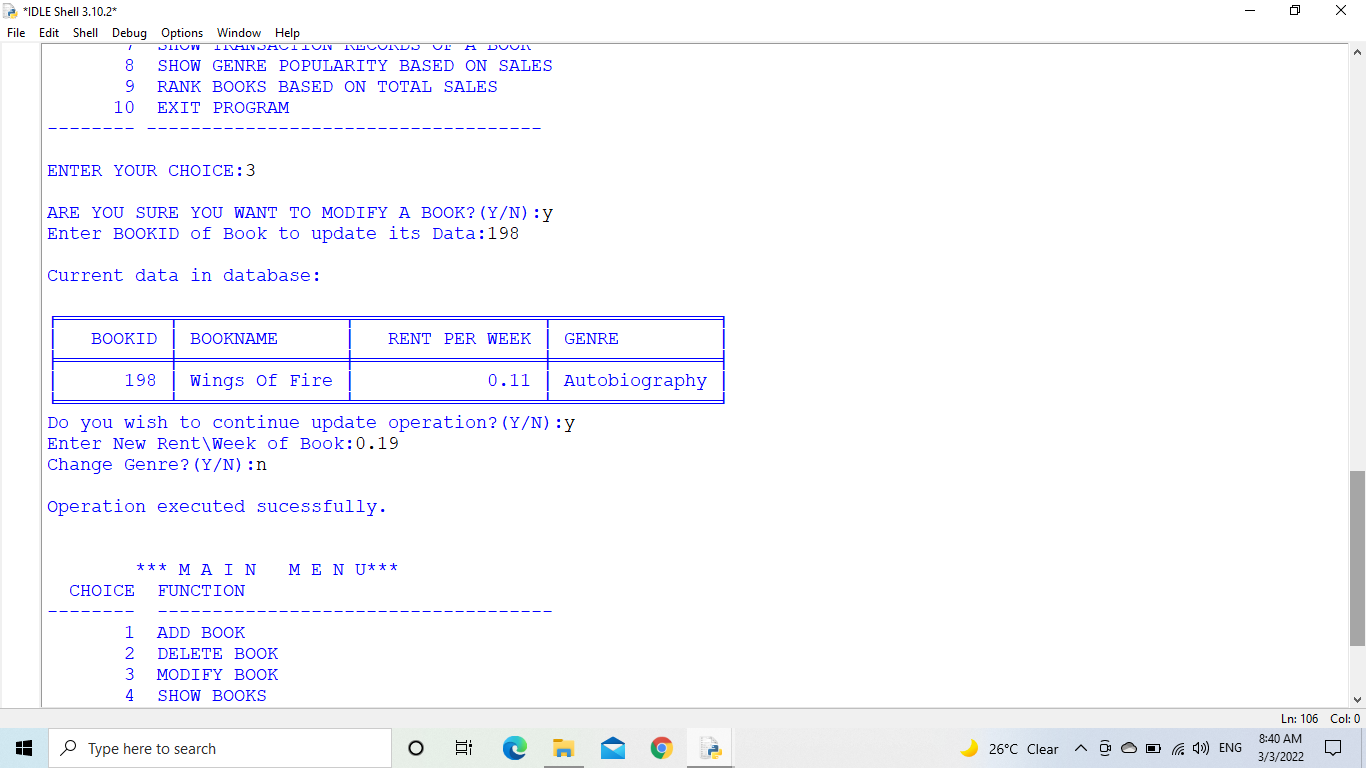 *IDLE Shell 3.10.2*
File Edit Shell Debug Options Window Help
7 SHOW TRANSACTION RECORDS OF A BOOK
8 SHOW GENRE POPULARITY BASED ON SALES
9 RANK BOOKS BASED ON TOTAL SALES
10 EXIT PROGRAM
-------- ------------------------------------
ENTER YOUR CHOICE:3
ARE YOU SURE YOU WANT TO MODIFY A BOOK?(Y/N):y
Enter BOOKID of Book to update its Data:198
Current data in database:
BOOKID BOOKNAME RENT PER WEEK GENRE
198 Wings Of Fire 0.11 Autobiography
Do you wish to continue update operation?(Y/N):y
Enter New Rent\Week of Book:0.19
Change Genre?(Y/N):n
Operation executed sucessfully.
*** M A I N   M E N U***
CHOICE FUNCTION
-------- ------------------------------------
1 ADD BOOK
2 DELETE BOOK
3 MODIFY BOOK
4 SHOW BOOKS
Ln: 106 Col: 0
Type here to search
26°C Clear
ENG
8:40 AM
3/3/2022